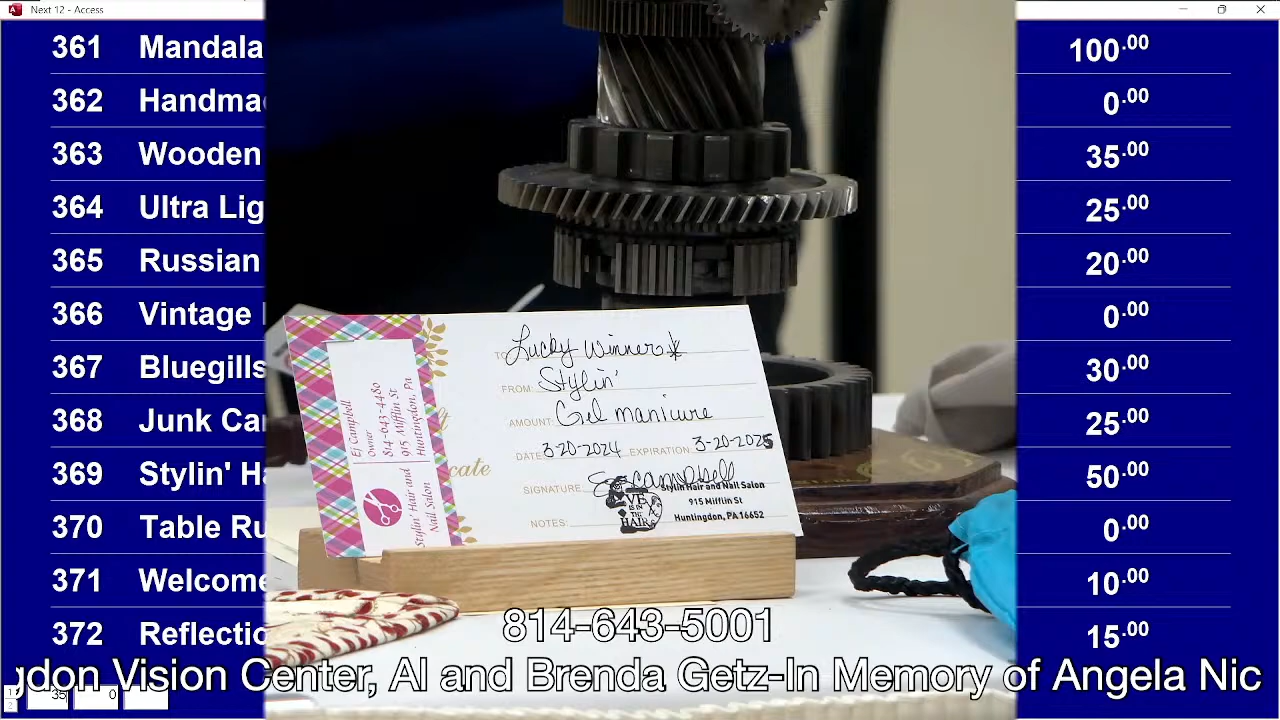 Next 12 - Access
361 Mandala 100.00
362 Handma 0.00
363 Wooden 35.00
364 Ultra Lig 25.00
365 Russian 20.00
366 Vintage 0.00
367 Bluegills 30.00
368 Junk Car 25.00
369 Stylin' Ha 50.00
370 Table Ru 0.00
371 Welcome 10.00
372 Reflectio 15.00
Lucky Winner*
FROM: Stylin'
AMOUNT: Gel manicure
DATE: 3-20-2024 EXPIRATION: 3-20-2025
SIGNATURE EJ Campbell
NOTES:
Stylin Hair and Nail Salon
915 Mifflin St
Huntingdon, PA 16652
EJ Campbell
Owner
814-643-4480
915 Mifflin St
Huntingdon, Pa
Stylin' Hair and
Nail Salon
cate
814-643-5001
gdon Vision Center, Al and Brenda Getz-In Memory of Angela Nic
35 0